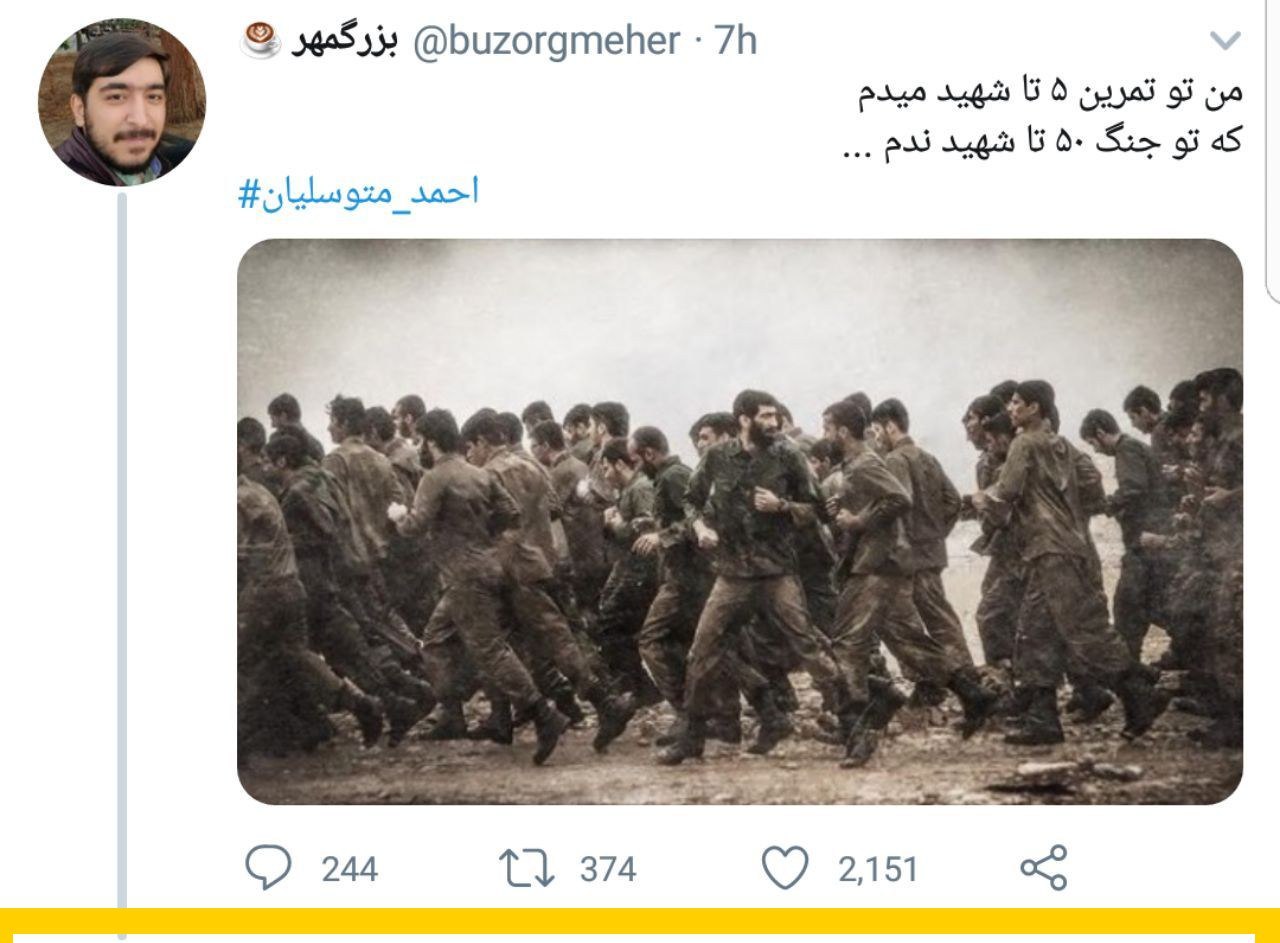 بزرگمهر ☕ @buzorgmeher · 7h
من تو تمرین ۵ تا شهید میدم
که تو جنگ ۵۰ تا شهید ندم ...
#احمد_متوسلیان
244 374 2,151